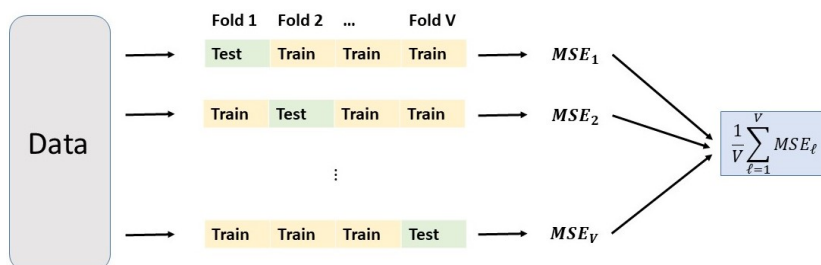 Fold 1 Fold 2 ... Fold V
Test Train Train Train
MSE₁
Train Test Train Train
MSE₂
Data
1/V ∑_{ℓ=1}^{V} MSE_ℓ
⋮
Train Train Train Test
MSE_V